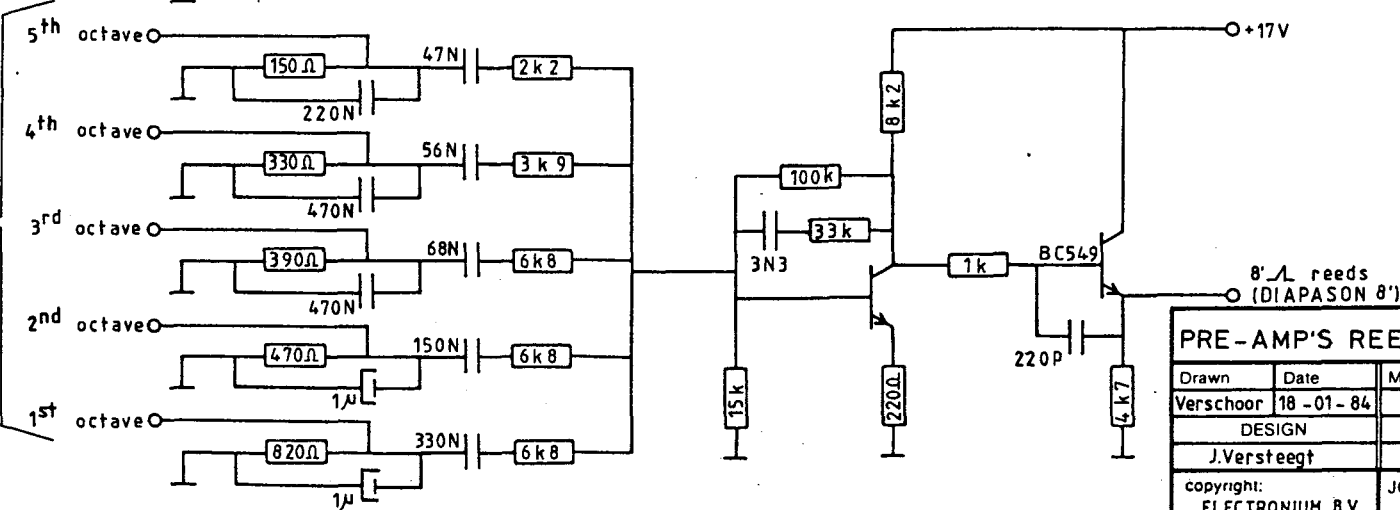 5th octave
150Ω
47N
2k2
220N
4th octave
330Ω
56N
3k9
470N
3rd octave
390Ω
68N
6k8
470N
2nd octave
470Ω
150N
6k8
1µ
1st octave
820Ω
330N
6k8
1µ
+17V
8k2
100k
33k
3N3
15k
220Ω
1k
BC549
220P
4k7
8' reeds
(DIAPASON 8')
PRE-AMP'S REE
Drawn
Date
M
Verschoor
18-01-84
DESIGN
J.Versteegt
copyright:
ELECTRONIUM B.V.